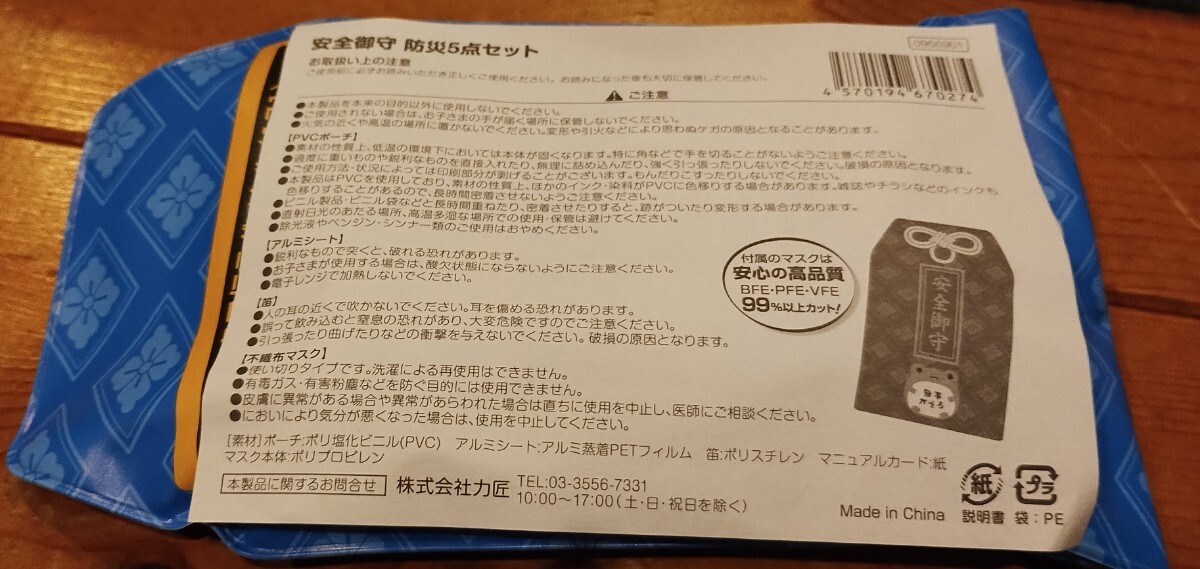 安全御守 防災5点セット
0965901
お取扱い上の注意
ご使用前に必ずお読みいただき正しくご使用ください。お読みになった後も大切に保管してください。
4 570194 670274
⚠ ご注意
●本製品を本来の目的以外に使用しないでください。
●ご使用されない場合は、お子さまの手が届く場所に保管しないでください。
●火気の近くや高温の場所に置かないでください。変形や引火などにより思わぬケガの原因となることがあります。
【PVCポーチ】
●素材の性質上、低温の環境下においては本体が固くなります。特に角などで手を切ることがないようご注意ください。
●過度に重いものや鋭利なものを直接入れたり、無理に詰め込んだり、強く引っ張ったりしないでください。破損の原因となります。
●ご使用方法・状況によっては印刷部分が剥げることがございます。もんだりこすったりしないでください。
●本製品はPVCを使用しており、素材の性質上、ほかのインク・染料がPVCに色移りする場合があります。雑誌やチラシなどのインクも
色移りすることがあるので、長時間密着させないようご注意ください。
●ビニル製品・ビニル袋などと長時間重ねたり、密着させたりすると、跡がついたり変形する場合があります。
●直射日光のあたる場所、高温多湿な場所での使用・保管は避けてください。
●除光液やベンジン・シンナー類のご使用はおやめください。
【アルミシート】
●鋭利なもので突くと、破れる恐れがあります。
●お子さまが使用する場合は、酸欠状態にならないようにご注意ください。
●電子レンジで加熱しないでください。
【笛】
●人の耳の近くで吹かないでください。耳を傷める恐れがあります。
●誤って飲み込むと窒息の恐れがあり、大変危険ですのでご注意ください。
●引っ張ったり曲げたりなどの衝撃を与えないでください。破損の原因となります。
【不織布マスク】
●使い切りタイプです。洗濯による再使用はできません。
●有毒ガス・有害粉塵などを防ぐ目的には使用できません。
●皮膚に異常がある場合や異常があらわれた場合は直ちに使用を中止し、医師にご相談ください。
●においにより気分が悪くなった場合は、使用を中止してください。
付属のマスクは
安心の高品質
BFE・PFE・VFE
99%以上カット!
安全御守
[素材]ポーチ:ポリ塩化ビニル(PVC) アルミシート:アルミ蒸着PETフィルム 笛:ポリスチレン マニュアルカード:紙
マスク本体:ポリプロピレン
本製品に関するお問合せ
株式会社力匠
TEL:03-3556-7331
10:00〜17:00(土・日・祝日を除く)
Made in China
紙
説明書
プラ
袋:PE